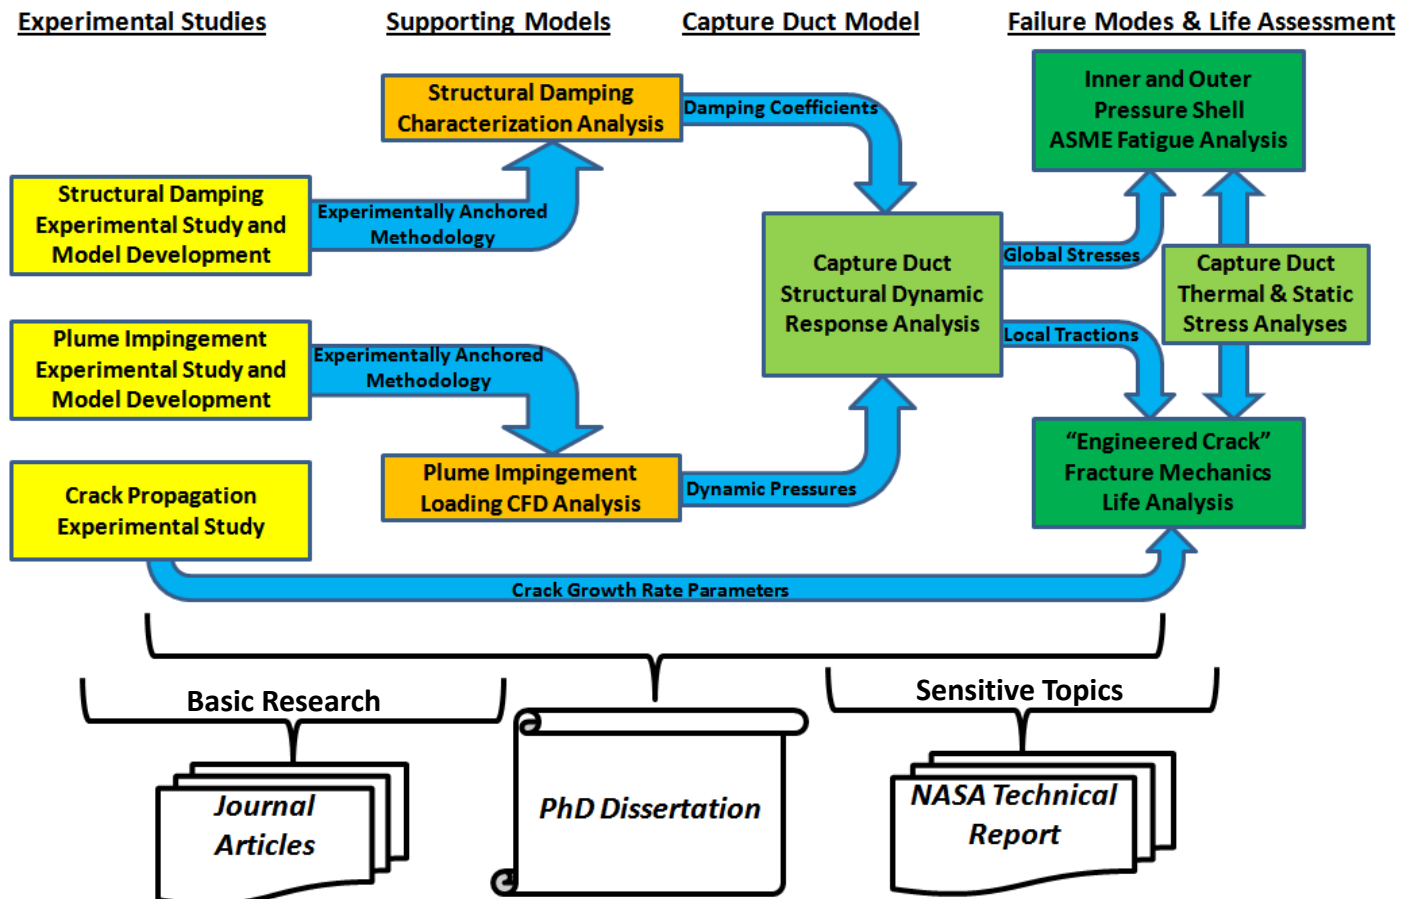 Experimental Studies
Supporting Models
Capture Duct Model
Failure Modes & Life Assessment
Structural Damping
Experimental Study and
Model Development
Plume Impingement
Experimental Study and
Model Development
Crack Propagation
Experimental Study
Experimentally Anchored
Methodology
Experimentally Anchored
Methodology
Structural Damping
Characterization Analysis
Plume Impingement
Loading CFD Analysis
Damping Coefficients
Dynamic Pressures
Capture Duct
Structural Dynamic
Response Analysis
Global Stresses
Local Tractions
Inner and Outer
Pressure Shell
ASME Fatigue Analysis
Capture Duct
Thermal & Static
Stress Analyses
“Engineered Crack”
Fracture Mechanics
Life Analysis
Crack Growth Rate Parameters
Basic Research
Sensitive Topics
Journal
Articles
PhD Dissertation
NASA Technical
Report